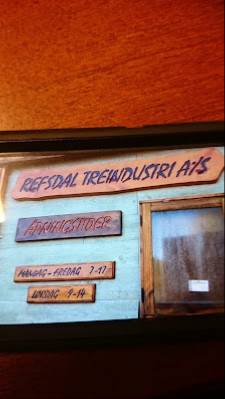 REFSDAL TREINDUSTRI A/S
ÅPNINGSTIDER
MANDAG - FREDAG 7-17
LØRDAG 9-14